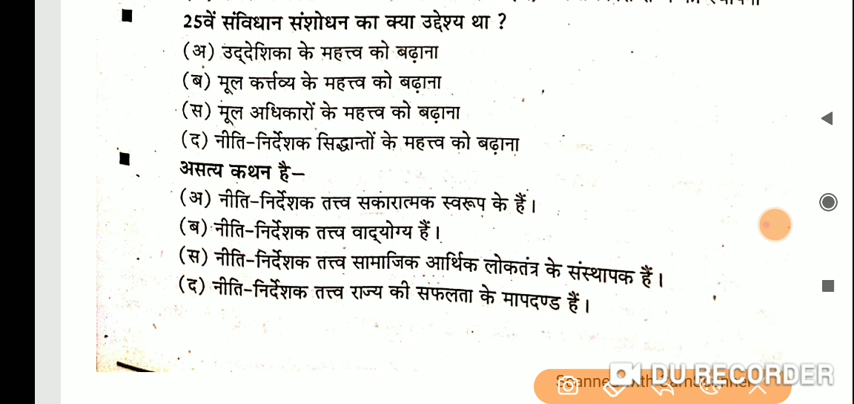 25वें संविधान संशोधन का क्या उद्देश्य था ?
(अ) उद्देशिका के महत्त्व को बढ़ाना
(ब) मूल कर्त्तव्य के महत्त्व को बढ़ाना
(स) मूल अधिकारों के महत्त्व को बढ़ाना
(द) नीति-निर्देशक सिद्धान्तों के महत्त्व को बढ़ाना
असत्य कथन है–
(अ) नीति-निर्देशक तत्त्व सकारात्मक स्वरूप के हैं।
(ब) नीति-निर्देशक तत्त्व वाद्योग्य हैं।
(स) नीति-निर्देशक तत्त्व सामाजिक आर्थिक लोकतंत्र के संस्थापक हैं।
(द) नीति-निर्देशक तत्त्व राज्य की सफलता के मापदण्ड हैं।
DU RECORDER